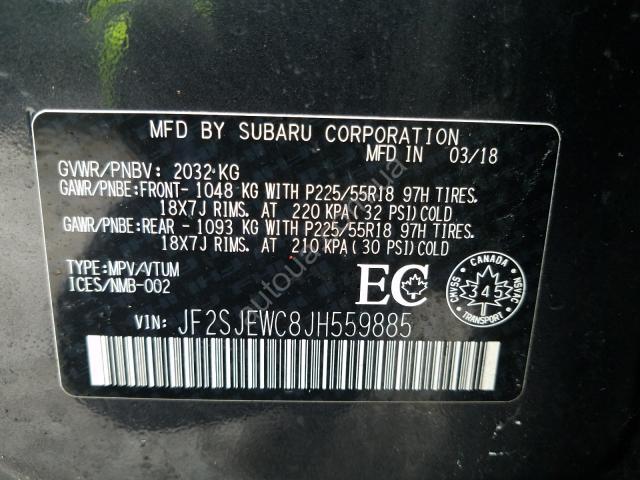 MFD BY SUBARU CORPORATION
MFD IN 03/18
GVWR/PNBV: 2032 KG
GAWR/PNBE:FRONT- 1048 KG WITH P225/55R18 97H TIRES.
18X7J RIMS. AT 220 KPA(32 PSI)COLD
GAWR/PNBE:REAR - 1093 KG WITH P225/55R18 97H TIRES.
18X7J RIMS. AT 210 KPA(30 PSI)COLD
TYPE:MPV/VTUM
ICES/NMB-002
EC
CANADA
CMVSS
4
NSVAC
TRANSPORT
VIN: JF2SJEWC8JH559885